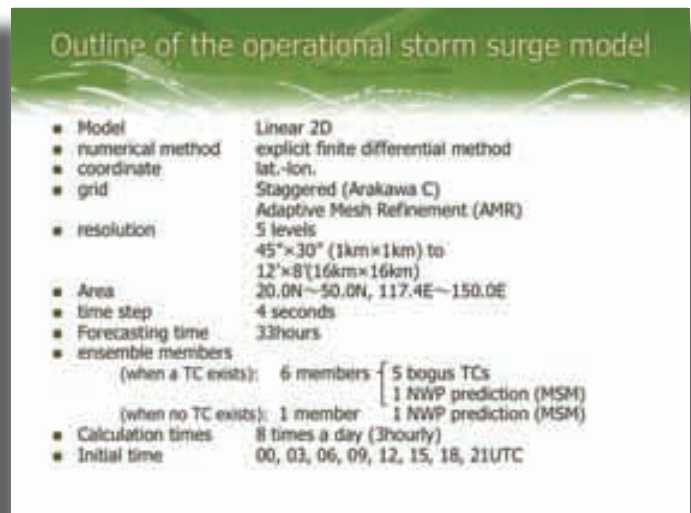 Outline of the operational storm surge model
▪ Model Linear 2D
▪ numerical method explicit finite differential method
▪ coordinate lat.-lon.
▪ grid Staggered (Arakawa C)
Adaptive Mesh Refinement (AMR)
▪ resolution 5 levels
45"×30" (1km×1km) to
12'×8'(16km×16km)
▪ Area 20.0N～50.0N, 117.4E～150.0E
▪ time step 4 seconds
▪ Forecasting time 33hours
▪ ensemble members
(when a TC exists): 6 members 5 bogus TCs
1 NWP prediction (MSM)
(when no TC exists): 1 member 1 NWP prediction (MSM)
▪ Calculation times 8 times a day (3hourly)
▪ Initial time 00, 03, 06, 09, 12, 15, 18, 21UTC